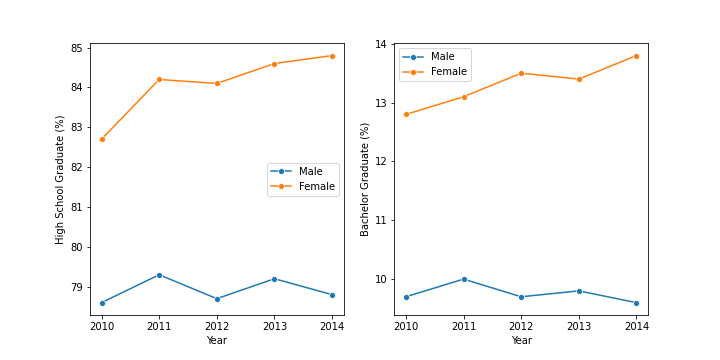 85
84
83
82
81
80
79
High School Graduate (%)
2010 2011 2012 2013 2014
Year
Male
Female
14
13
12
11
10
Bachelor Graduate (%)
2010 2011 2012 2013 2014
Year
Male
Female